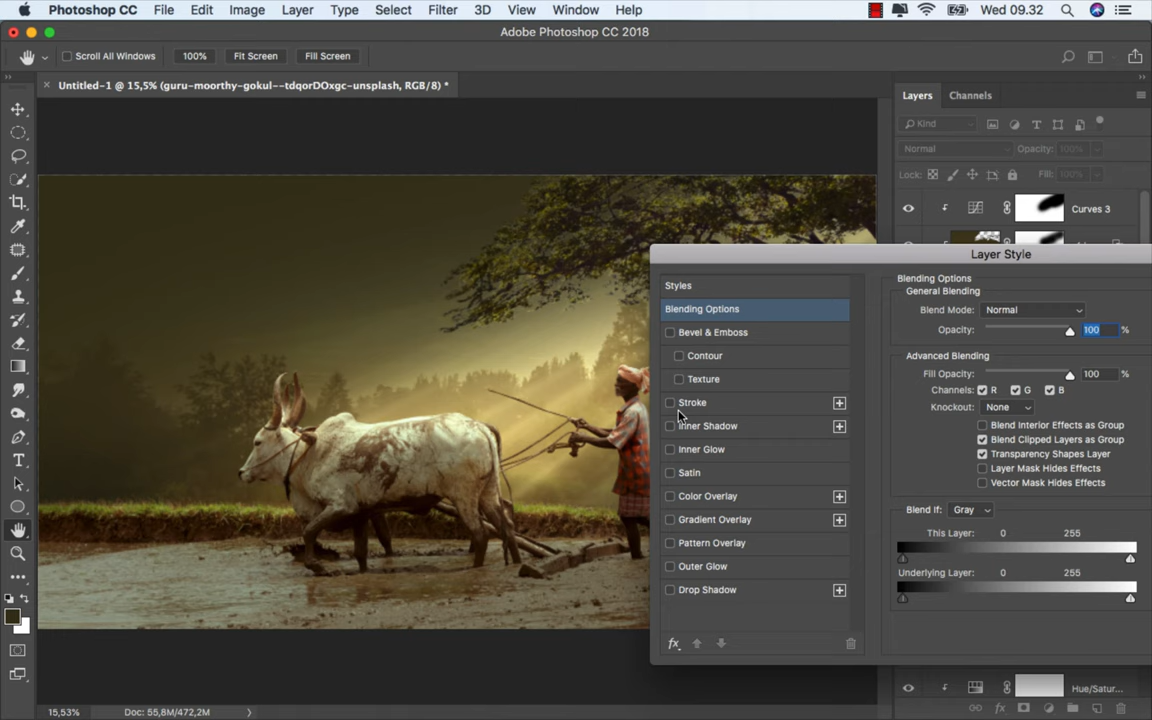 Photoshop CC File Edit Image Layer Type Select Filter 3D View Window Help Wed 09.32
Adobe Photoshop CC 2018
Scroll All Windows 100% Fit Screen Fill Screen
Untitled-1 @ 15,5% (guru-moorthy-gokul--tdqorDOxgc-unsplash, RGB/8) *
Layers Channels
Kind
Normal Opacity: 100%
Lock: Fill: 100%
Curves 3
Layer Style
Styles
Blending Options
Bevel & Emboss
Contour
Texture
Stroke
Inner Shadow
Inner Glow
Satin
Color Overlay
Gradient Overlay
Pattern Overlay
Outer Glow
Drop Shadow
fx
Blending Options
General Blending
Blend Mode: Normal
Opacity: 100 %
Advanced Blending
Fill Opacity: 100 %
Channels: R G B
Knockout: None
Blend Interior Effects as Group
Blend Clipped Layers as Group
Transparency Shapes Layer
Layer Mask Hides Effects
Vector Mask Hides Effects
Blend If: Gray
This Layer: 0 255
Underlying Layer: 0 255
Hue/Satur...
fx
15,53% Doc: 55,8M/472,2M